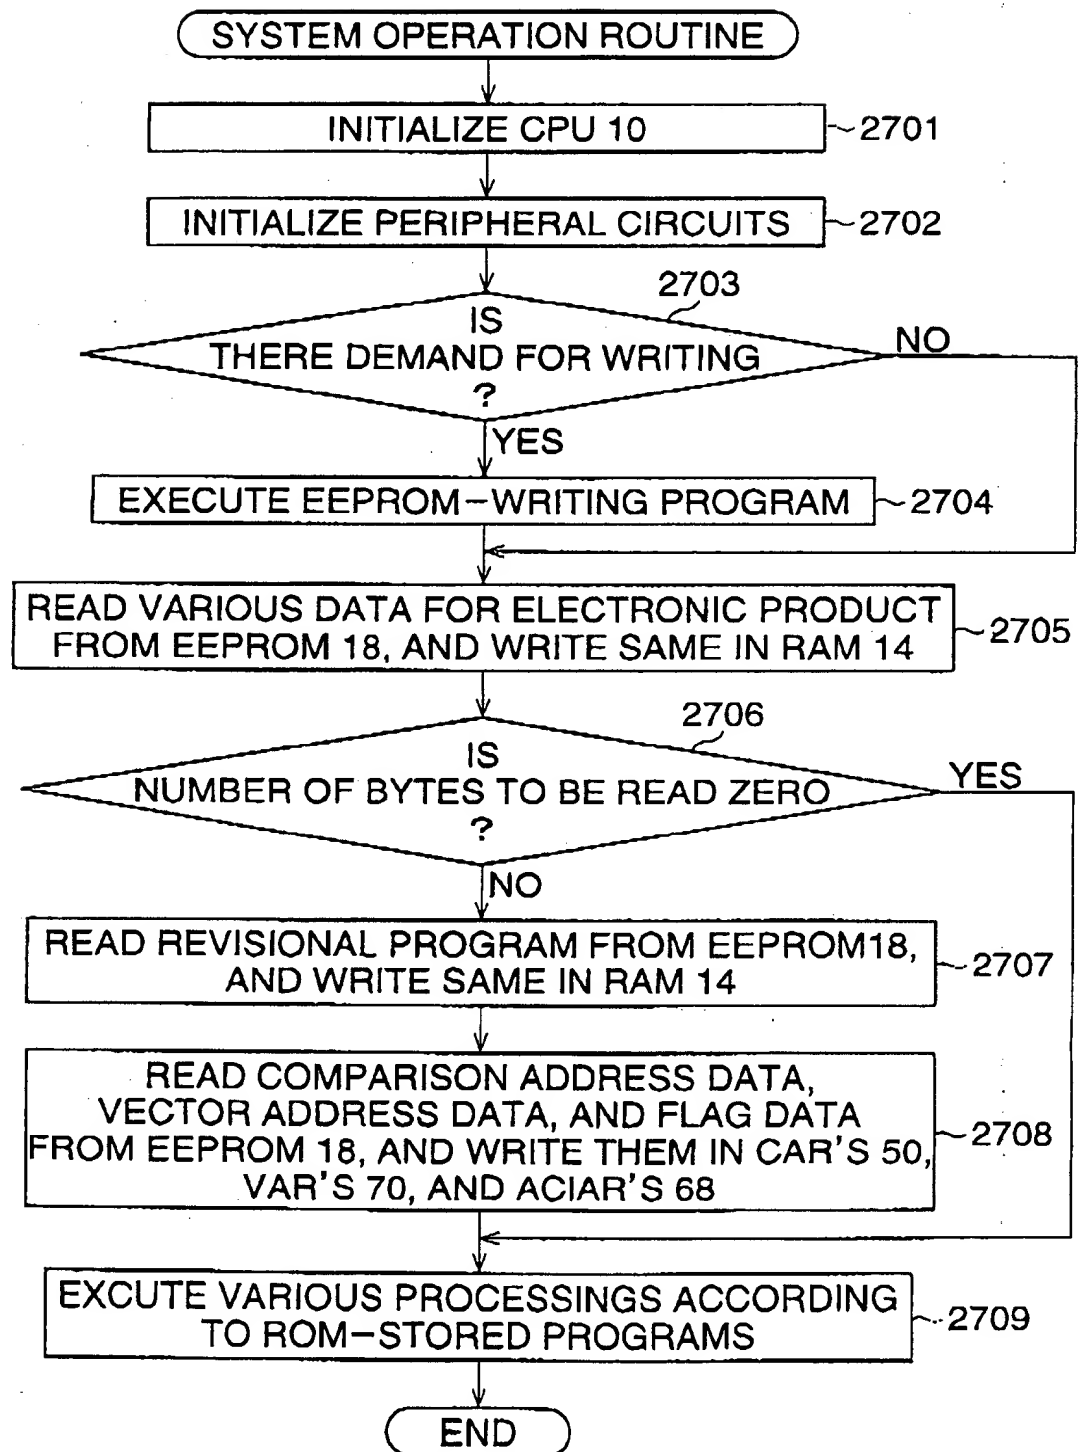 SYSTEM OPERATION ROUTINE
INITIALIZE CPU 10
2701
INITIALIZE PERIPHERAL CIRCUITS
2702
2703
IS
THERE DEMAND FOR WRITING
?
NO
YES
EXECUTE EEPROM-WRITING PROGRAM
2704
READ VARIOUS DATA FOR ELECTRONIC PRODUCT
FROM EEPROM 18, AND WRITE SAME IN RAM 14
2705
2706
IS
NUMBER OF BYTES TO BE READ ZERO
?
YES
NO
READ REVISIONAL PROGRAM FROM EEPROM18,
AND WRITE SAME IN RAM 14
2707
READ COMPARISON ADDRESS DATA,
VECTOR ADDRESS DATA, AND FLAG DATA
FROM EEPROM 18, AND WRITE THEM IN CAR'S 50,
VAR'S 70, AND ACIAR'S 68
2708
EXCUTE VARIOUS PROCESSINGS ACCORDING
TO ROM-STORED PROGRAMS
2709
END